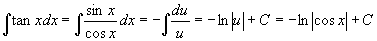 ∫tan x dx = ∫ sin x / cos x dx = −∫ du / u = −ln|u| + C = −ln|cos x| + C